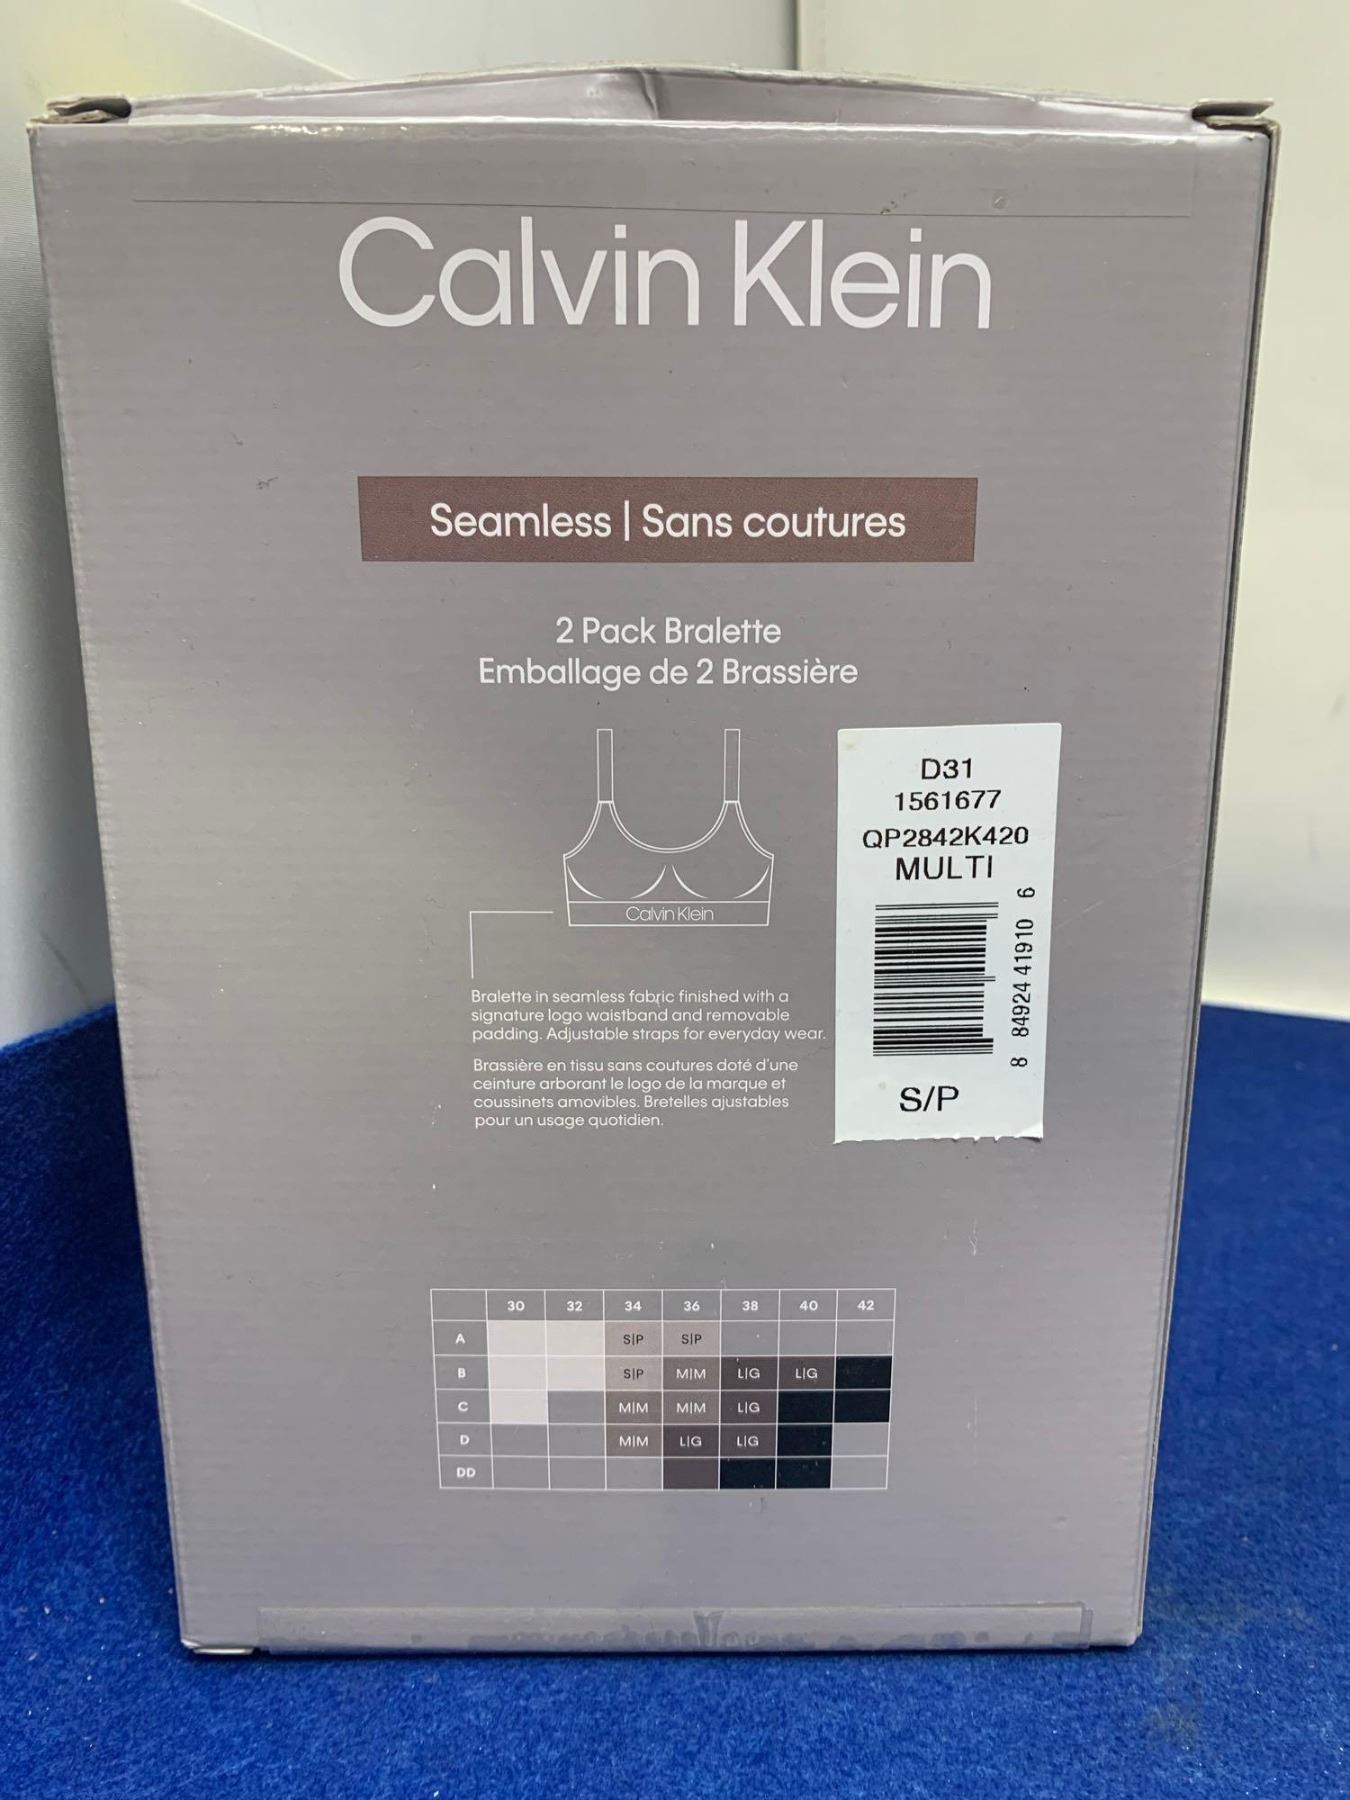 Calvin Klein
Seamless | Sans coutures
2 Pack Bralette
Emballage de 2 Brassière
Calvin Klein
Bralette in seamless fabric finished with a
signature logo waistband and removable
padding. Adjustable straps for everyday wear.
Brassière en tissu sans coutures doté d'une
ceinture arborant le logo de la marque et
coussinets amovibles. Bretelles ajustables
pour un usage quotidien.
D31
1561677
QP2842K420
MULTI
8 84924 41910 6
S/P
30 32 34 36 38 40 42
A S|P S|P
B S|P M|M L|G L|G
C M|M M|M L|G
D M|M L|G L|G
DD